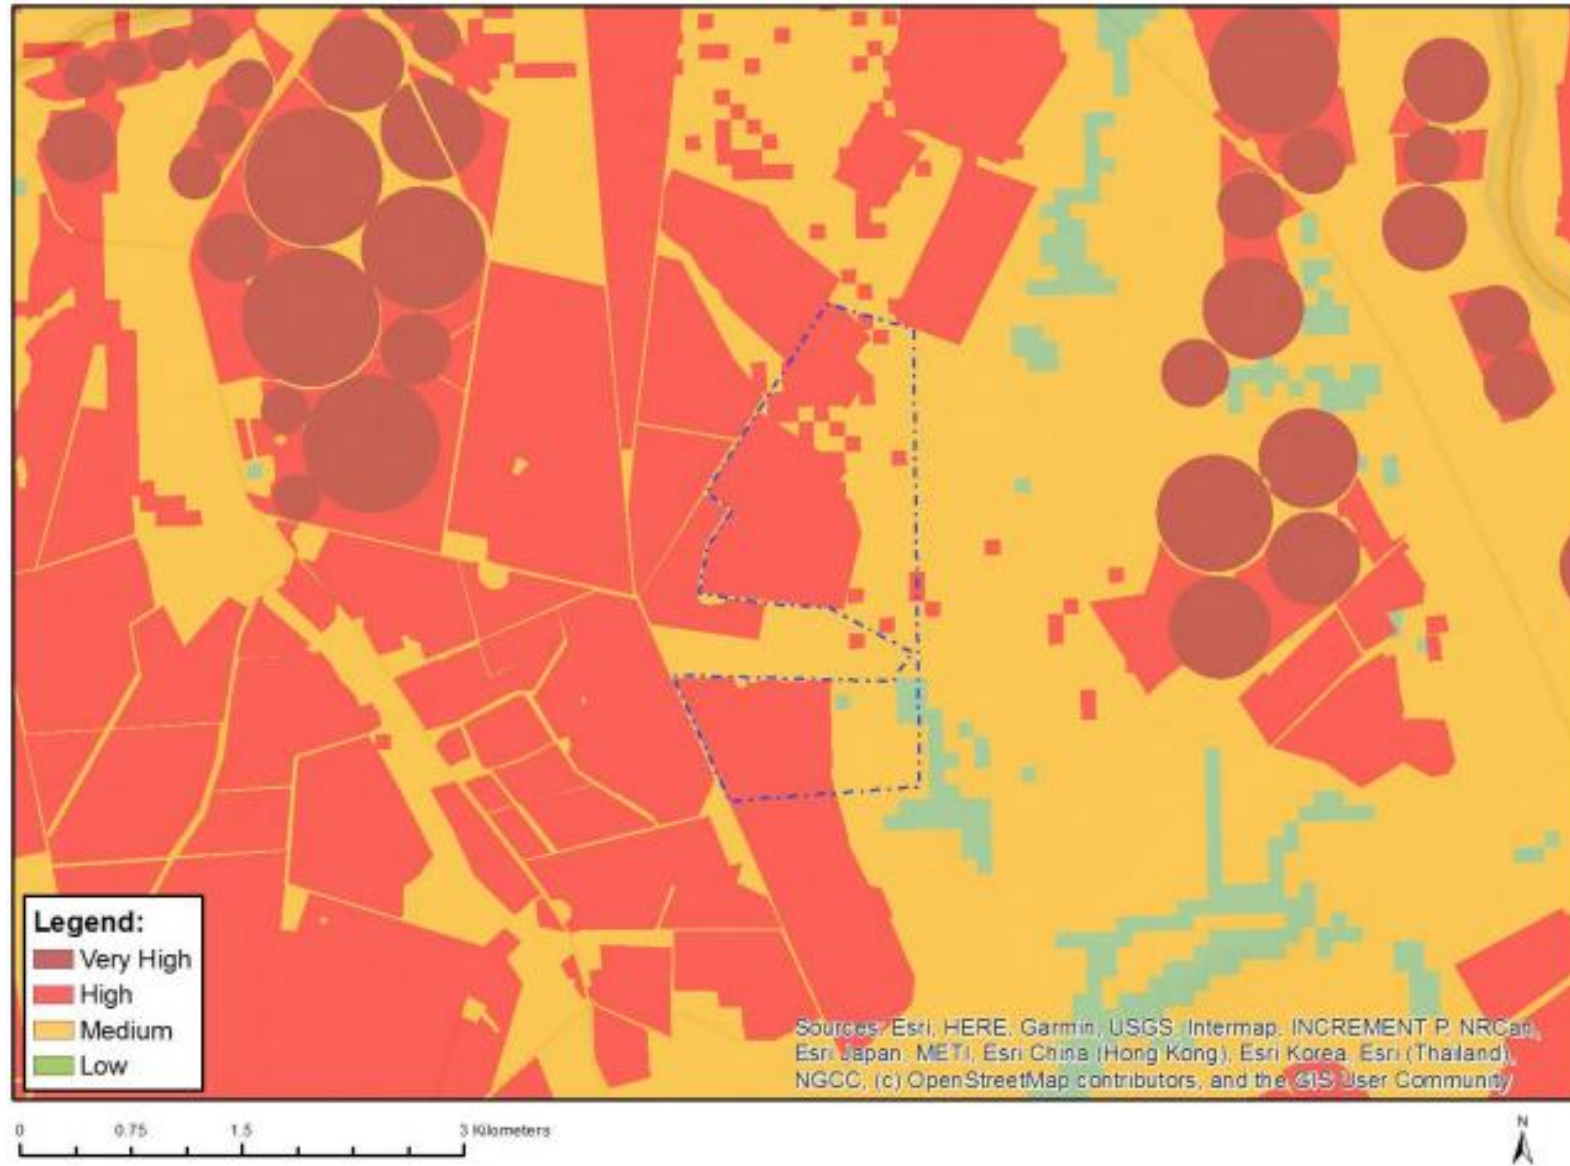 Legend:
Very High
High
Medium
Low
Sources: Esri, HERE, Garmin, USGS, Intermap, INCREMENT P, NRCan,
Esri Japan, METI, Esri China (Hong Kong), Esri Korea, Esri (Thailand),
NGCC, (c) OpenStreetMap contributors, and the GIS User Community
0 0.75 1.5 3 Kilometers
N